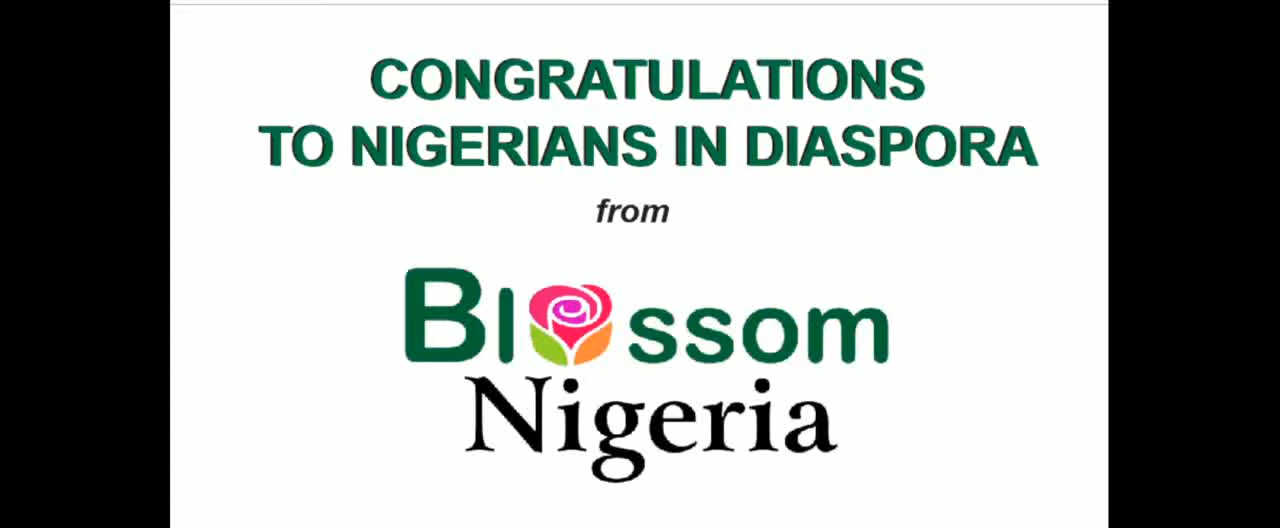 CONGRATULATIONS
TO NIGERIANS IN DIASPORA
from
Blossom
Nigeria